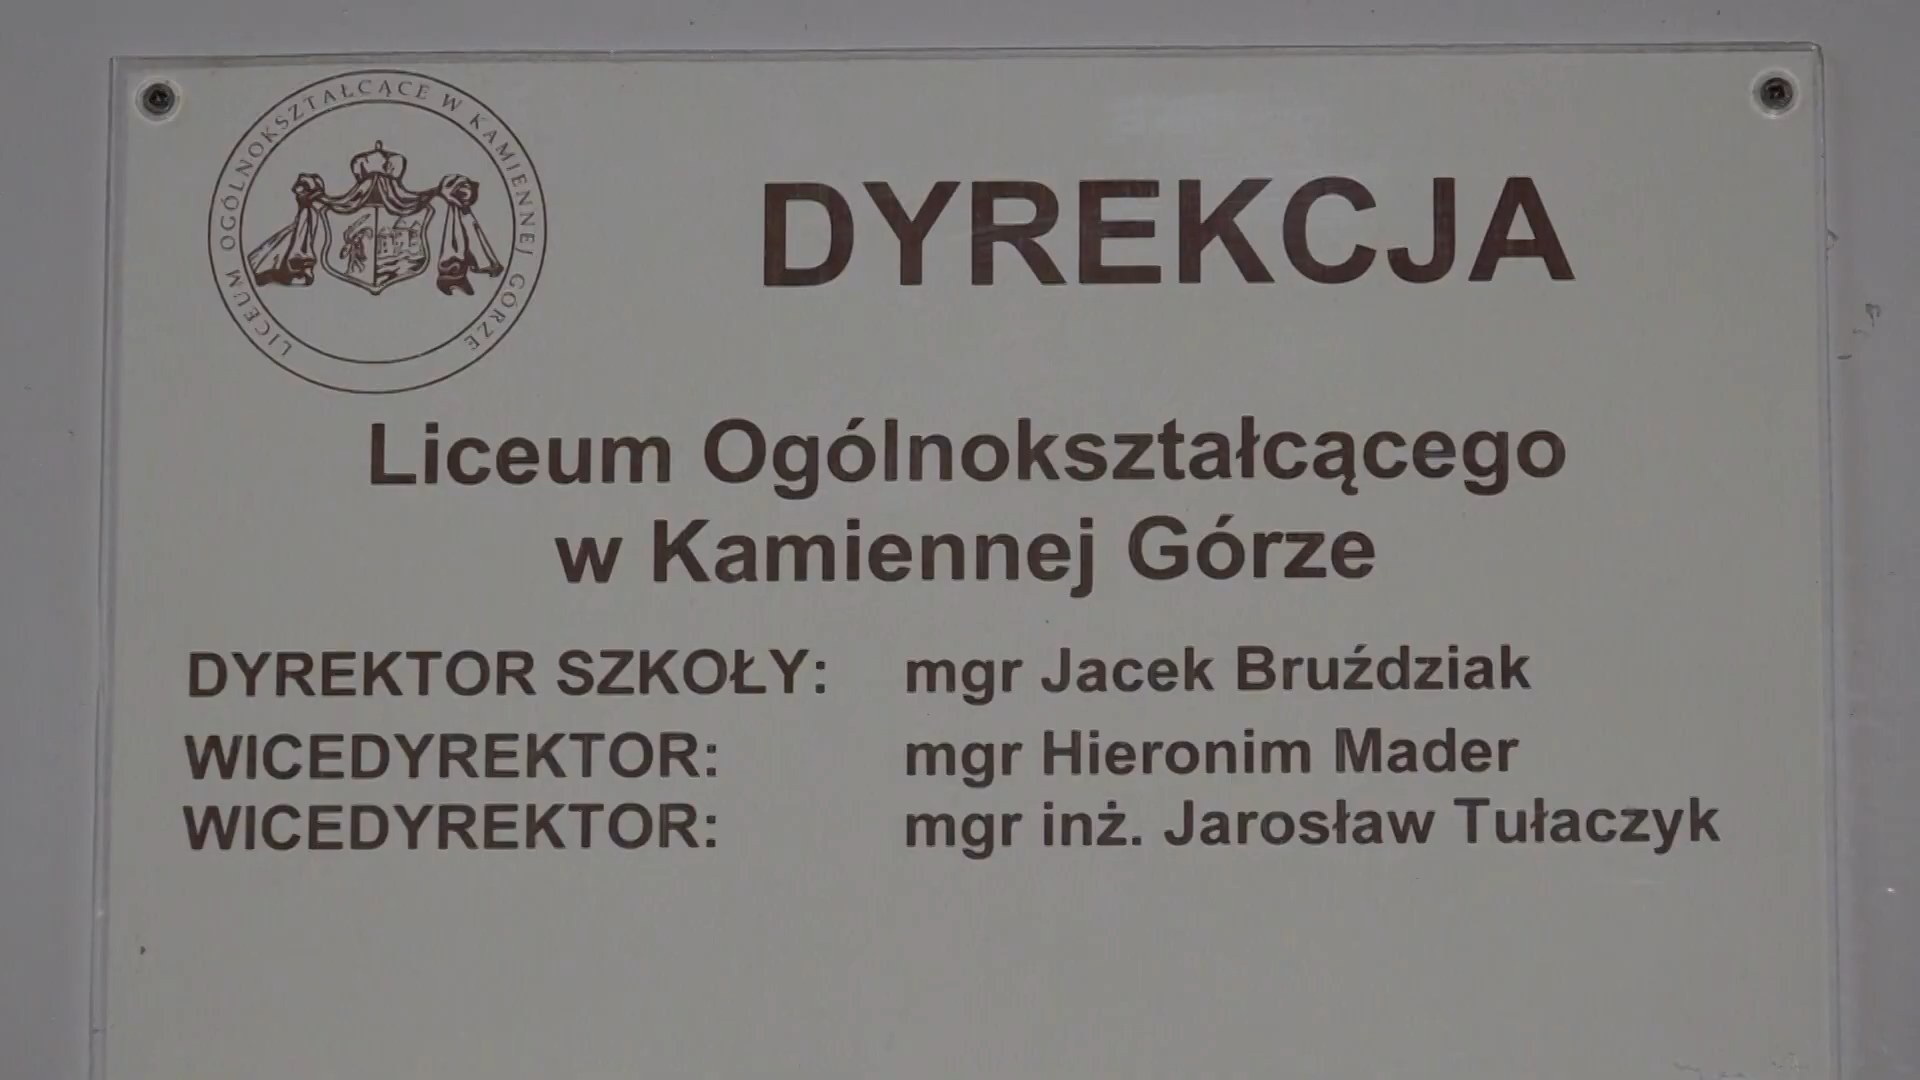 LICEUM OGÓLNOKSZTAŁCĄCE W KAMIENNEJ GÓRZE
DYREKCJA
Liceum Ogólnokształcącego
w Kamiennej Górze
DYREKTOR SZKOŁY: mgr Jacek Bruździak
WICEDYREKTOR: mgr Hieronim Mader
WICEDYREKTOR: mgr inż. Jarosław Tułaczyk